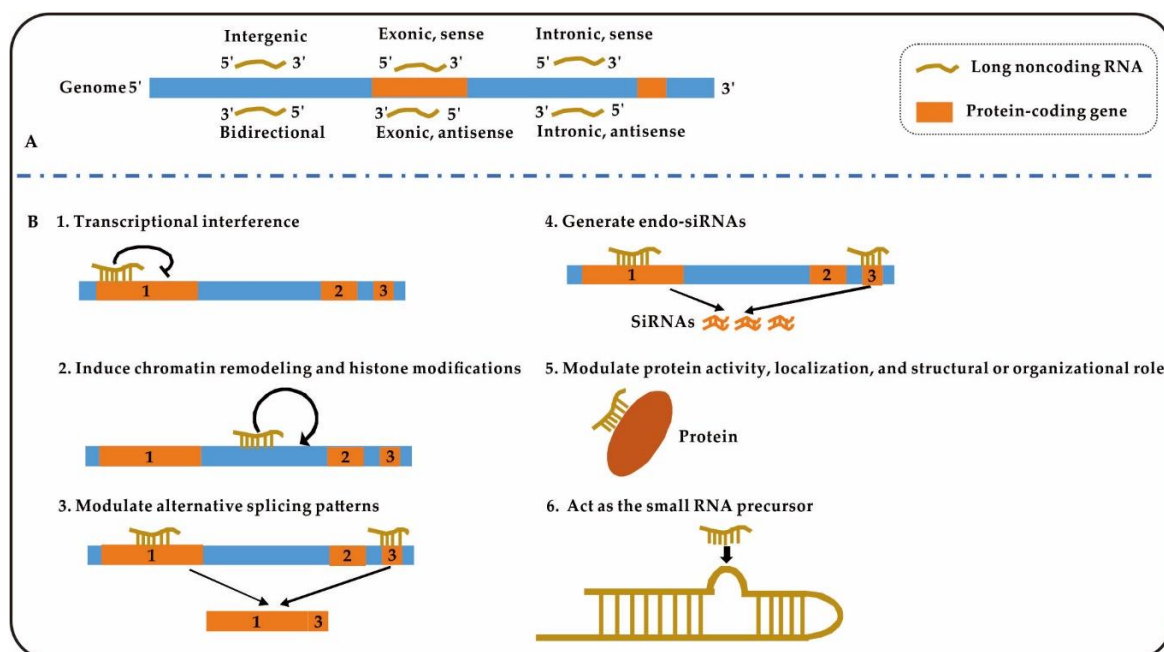 Intergenic
Exonic, sense
Intronic, sense
5' 3'
5' 3'
5' 3'
Genome 5'
3'
3' 5'
3' 5'
3' 5'
Bidirectional
Exonic, antisense
Intronic, antisense
Long noncoding RNA
Protein-coding gene
A
B
1. Transcriptional interference
1 2 3
2. Induce chromatin remodeling and histone modifications
1 2 3
3. Modulate alternative splicing patterns
1 2 3
1 3
4. Generate endo-siRNAs
1 2 3
SiRNAs
5. Modulate protein activity, localization, and structural or organizational role
Protein
6. Act as the small RNA precursor